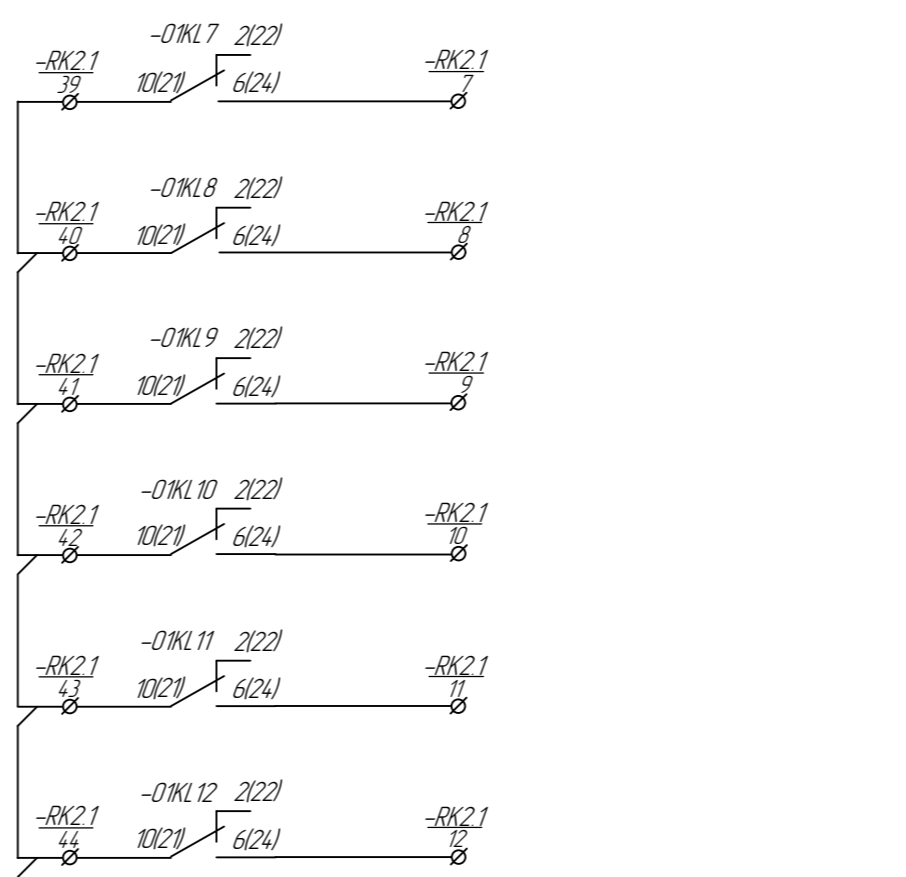 -01KL7 2(22)
-RK2.1 -RK2.1
39 10(21) 6(24) 7
-01KL8 2(22)
-RK2.1 -RK2.1
40 10(21) 6(24) 8
-01KL9 2(22)
-RK2.1 -RK2.1
41 10(21) 6(24) 9
-01KL10 2(22)
-RK2.1 -RK2.1
42 10(21) 6(24) 10
-01KL11 2(22)
-RK2.1 -RK2.1
43 10(21) 6(24) 11
-01KL12 2(22)
-RK2.1 -RK2.1
44 10(21) 6(24) 12